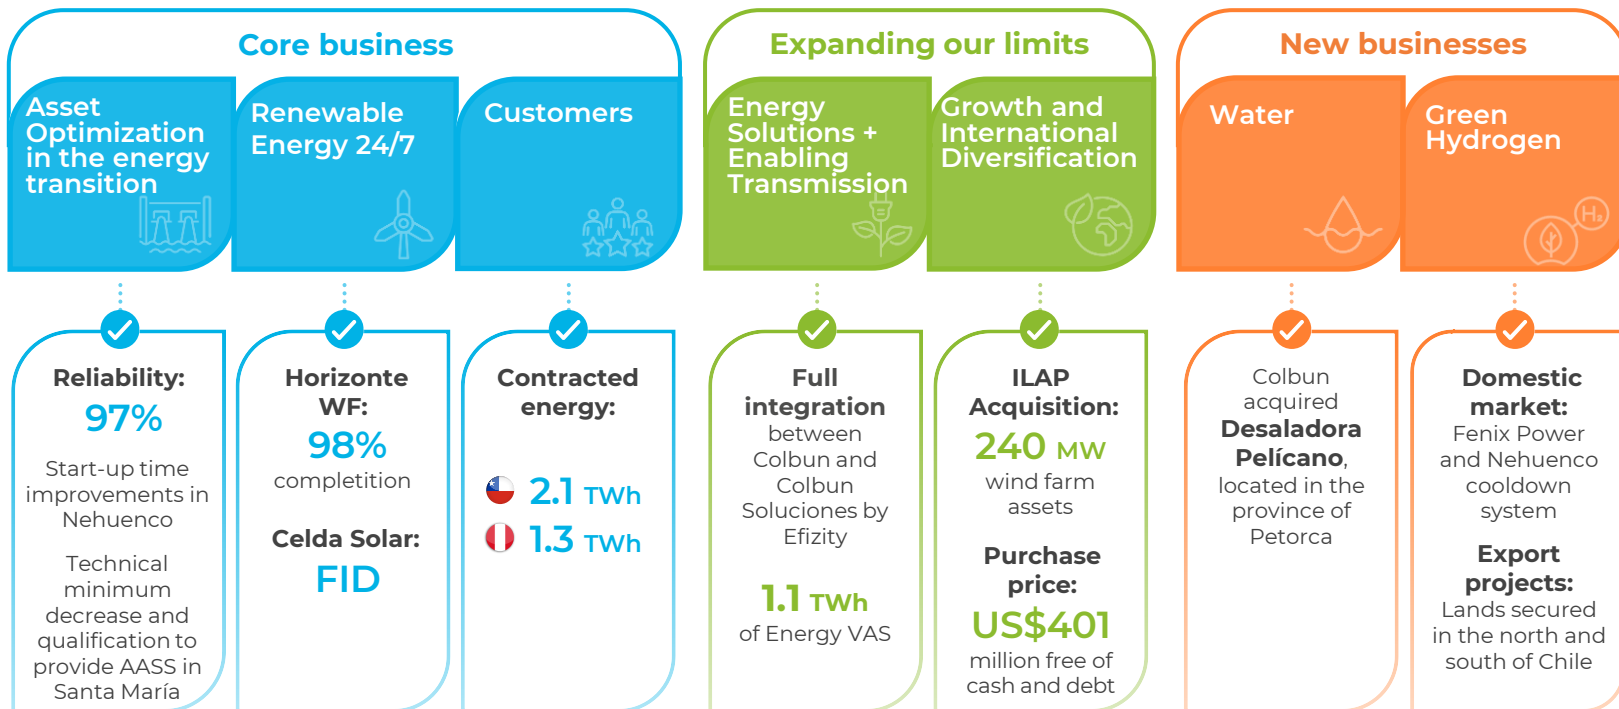 Core business
Asset
Optimization
in the energy
transition
Renewable
Energy 24/7
Customers
Reliability:
97%
Start-up time
improvements in
Nehuenco
Technical
minimum
decrease and
qualification to
provide AASS in
Santa María
Horizonte
WF:
98%
completition
Celda Solar:
FID
Contracted
energy:
2.1 TWh
1.3 TWh
Expanding our limits
Energy
Solutions +
Enabling
Transmission
Growth and
International
Diversification
Full
integration
between
Colbun and
Colbun
Soluciones by
Efizity
1.1 TWh
of Energy VAS
ILAP
Acquisition:
240 MW
wind farm
assets
Purchase
price:
US$401
million free of
cash and debt
New businesses
Water
Green
Hydrogen
H₂
Colbun
acquired
Desaladora
Pelícano,
located in the
province of
Petorca
Domestic
market:
Fenix Power
and Nehuenco
cooldown
system
Export
projects:
Lands secured
in the north and
south of Chile